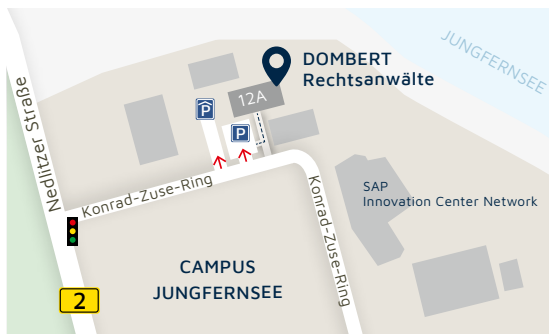 JUNGFERNSEE
DOMBERT
Rechtsanwälte
12A
P
P
Nedlitzer Straße
Konrad-Zuse-Ring
Konrad-Zuse-Ring
SAP
Innovation Center Network
CAMPUS
JUNGFERNSEE
2